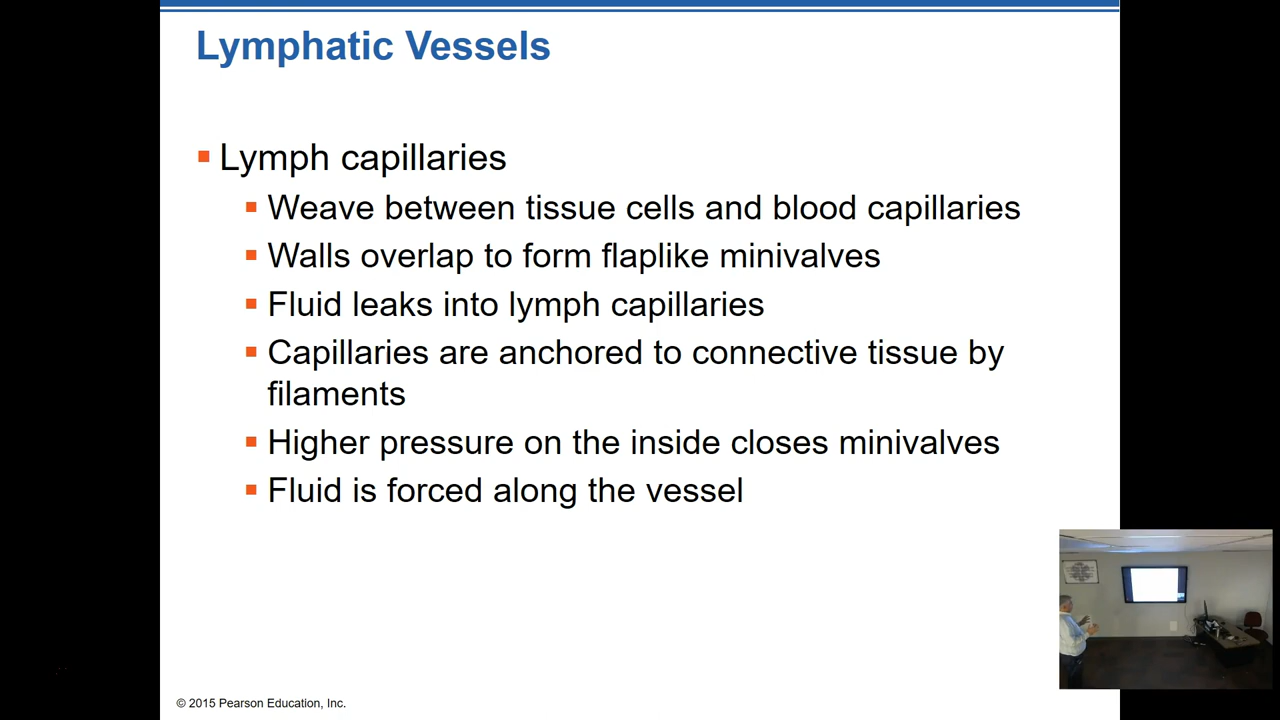 Lymphatic Vessels
Lymph capillaries
Weave between tissue cells and blood capillaries
Walls overlap to form flaplike minivalves
Fluid leaks into lymph capillaries
Capillaries are anchored to connective tissue by
filaments
Higher pressure on the inside closes minivalves
Fluid is forced along the vessel
© 2015 Pearson Education, Inc.